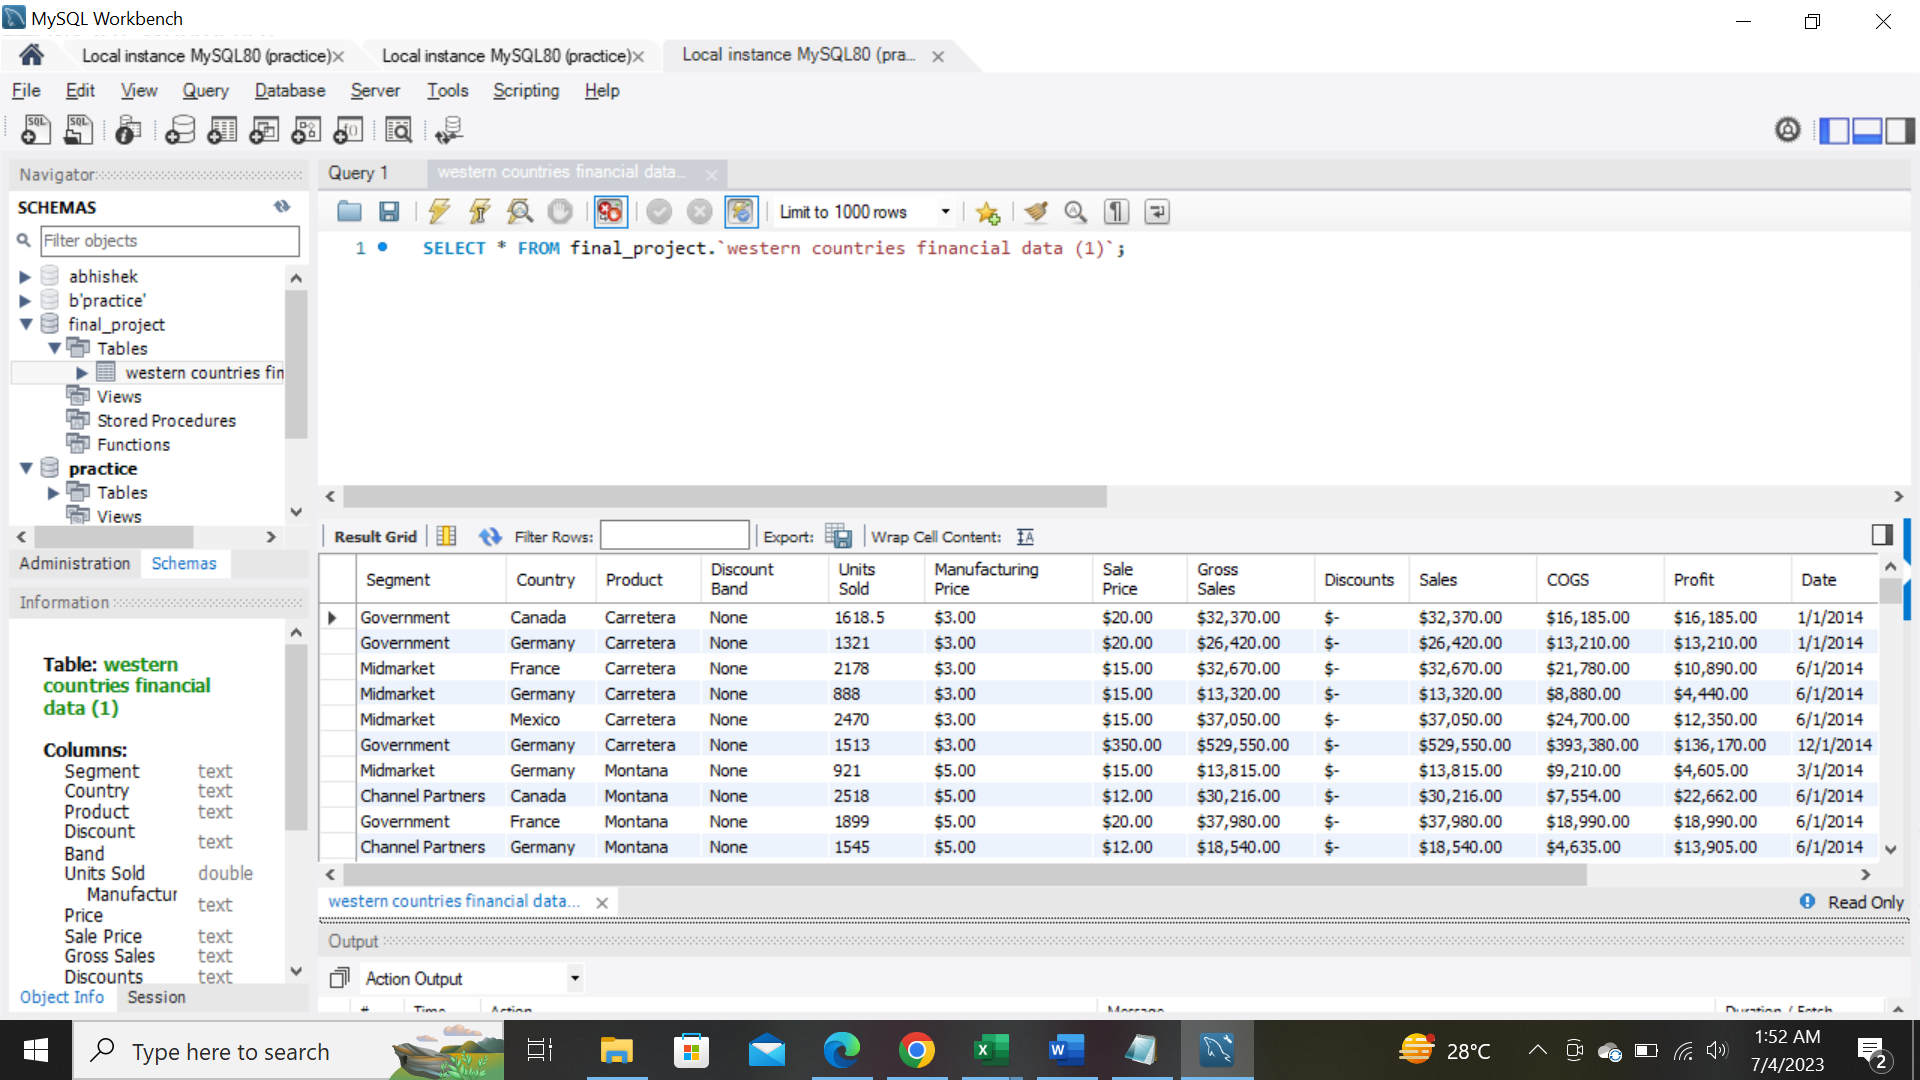 MySQL Workbench
Local instance MySQL80 (practice)
Local instance MySQL80 (practice)
Local instance MySQL80 (pra...
File Edit View Query Database Server Tools Scripting Help
Navigator
SCHEMAS
Filter objects
abhishek
b'practice'
final_project
Tables
western countries fin
Views
Stored Procedures
Functions
practice
Tables
Views
Administration Schemas
Information
Table: western
countries financial
data (1)
Columns:
Segment text
Country text
Product text
Discount
Band text
Units Sold double
Manufactur
Price text
Sale Price text
Gross Sales text
Discounts text
Object Info Session
Query 1
western countries financial data...
Limit to 1000 rows
1 SELECT * FROM final_project.`western countries financial data (1)`;
Result Grid Filter Rows: Export: Wrap Cell Content:
Segment Country Product Discount Band Units Sold Manufacturing Price Sale Price Gross Sales Discounts Sales COGS Profit Date
Government Canada Carretera None 1618.5 $3.00 $20.00 $32,370.00 $- $32,370.00 $16,185.00 $16,185.00 1/1/2014
Government Germany Carretera None 1321 $3.00 $20.00 $26,420.00 $- $26,420.00 $13,210.00 $13,210.00 1/1/2014
Midmarket France Carretera None 2178 $3.00 $15.00 $32,670.00 $- $32,670.00 $21,780.00 $10,890.00 6/1/2014
Midmarket Germany Carretera None 888 $3.00 $15.00 $13,320.00 $- $13,320.00 $8,880.00 $4,440.00 6/1/2014
Midmarket Mexico Carretera None 2470 $3.00 $15.00 $37,050.00 $- $37,050.00 $24,700.00 $12,350.00 6/1/2014
Government Germany Carretera None 1513 $3.00 $350.00 $529,550.00 $- $529,550.00 $393,380.00 $136,170.00 12/1/2014
Midmarket Germany Montana None 921 $5.00 $15.00 $13,815.00 $- $13,815.00 $9,210.00 $4,605.00 3/1/2014
Channel Partners Canada Montana None 2518 $5.00 $12.00 $30,216.00 $- $30,216.00 $7,554.00 $22,662.00 6/1/2014
Government France Montana None 1899 $5.00 $20.00 $37,980.00 $- $37,980.00 $18,990.00 $18,990.00 6/1/2014
Channel Partners Germany Montana None 1545 $5.00 $12.00 $18,540.00 $- $18,540.00 $4,635.00 $13,905.00 6/1/2014
western countries financial data...
Read Only
Output
Action Output
# Time Action Message Duration / Fetch
Type here to search
28°C
1:52 AM
7/4/2023
2